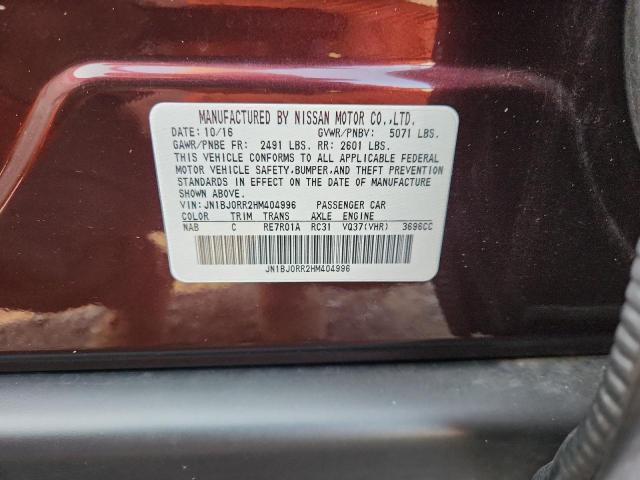 MANUFACTURED BY NISSAN MOTOR CO.,LTD.
DATE: 10/16 GVWR/PNBV: 5071 LBS.
GAWR/PNBE FR: 2491 LBS. RR: 2601 LBS.
THIS VEHICLE CONFORMS TO ALL APPLICABLE FEDERAL
MOTOR VEHICLE SAFETY,BUMPER,AND THEFT PREVENTION
STANDARDS IN EFFECT ON THE DATE OF MANUFACTURE
SHOWN ABOVE.
VIN: JN1BJ0RR2HM404996 PASSENGER CAR
COLOR TRIM TRANS AXLE ENGINE
NAB C RE7R01A RC31 VQ37(VHR) 3696CC
JN1BJ0RR2HM404996